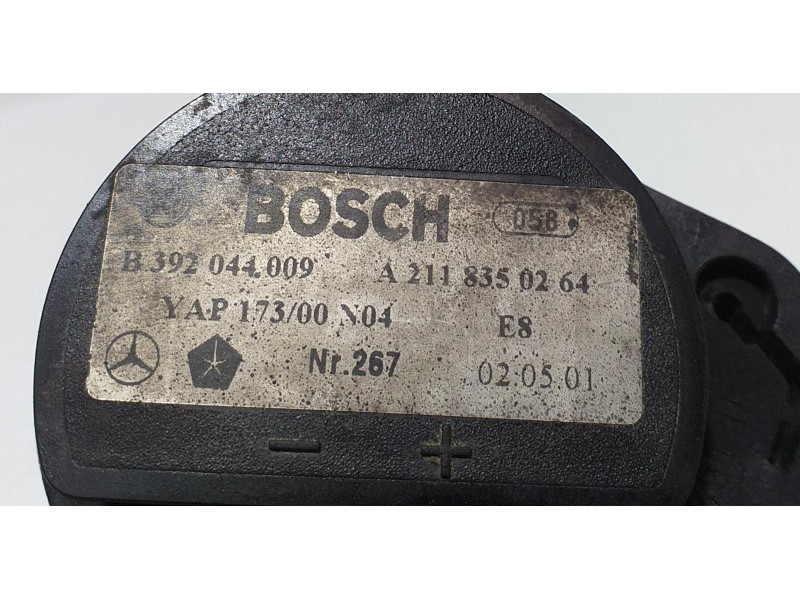 BOSCH 058
B 392 044.009 A 211 835 02 64
YAP 173/00 N04 E8
Nr.267 02 05 01
- +